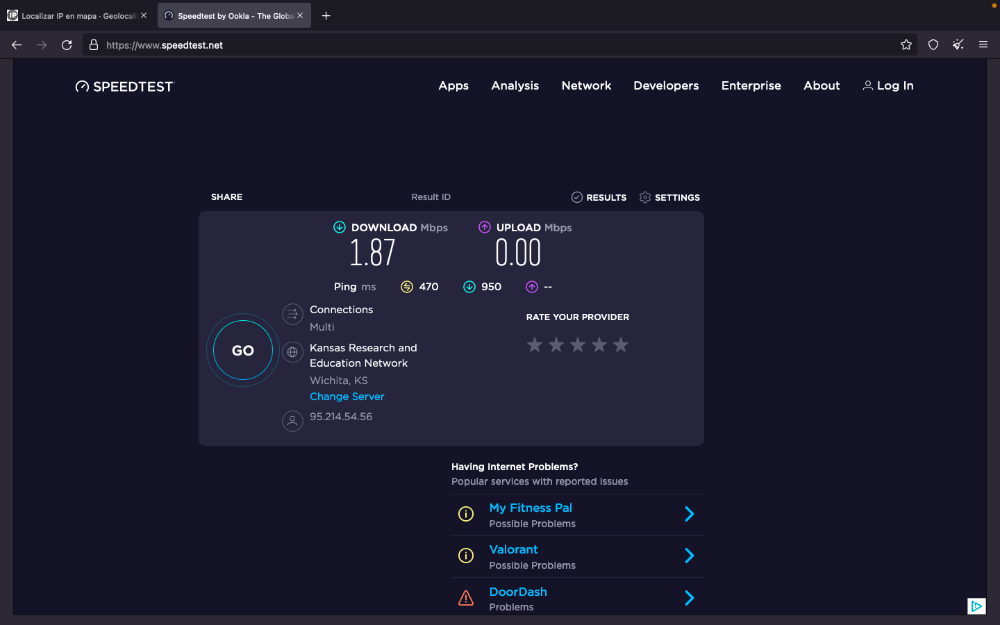 Localizar IP en mapa · Geolocali
Speedtest by Ookla - The Globa
https://www.speedtest.net
SPEEDTEST
Apps
Analysis
Network
Developers
Enterprise
About
Log In
SHARE
Result ID
RESULTS
SETTINGS
DOWNLOAD Mbps
UPLOAD Mbps
1.87
0.00
Ping ms
470
950
--
Connections
Multi
RATE YOUR PROVIDER
GO
Kansas Research and
Education Network
Wichita, KS
Change Server
95.214.54.56
Having Internet Problems?
Popular services with reported issues
My Fitness Pal
Possible Problems
Valorant
Possible Problems
DoorDash
Problems